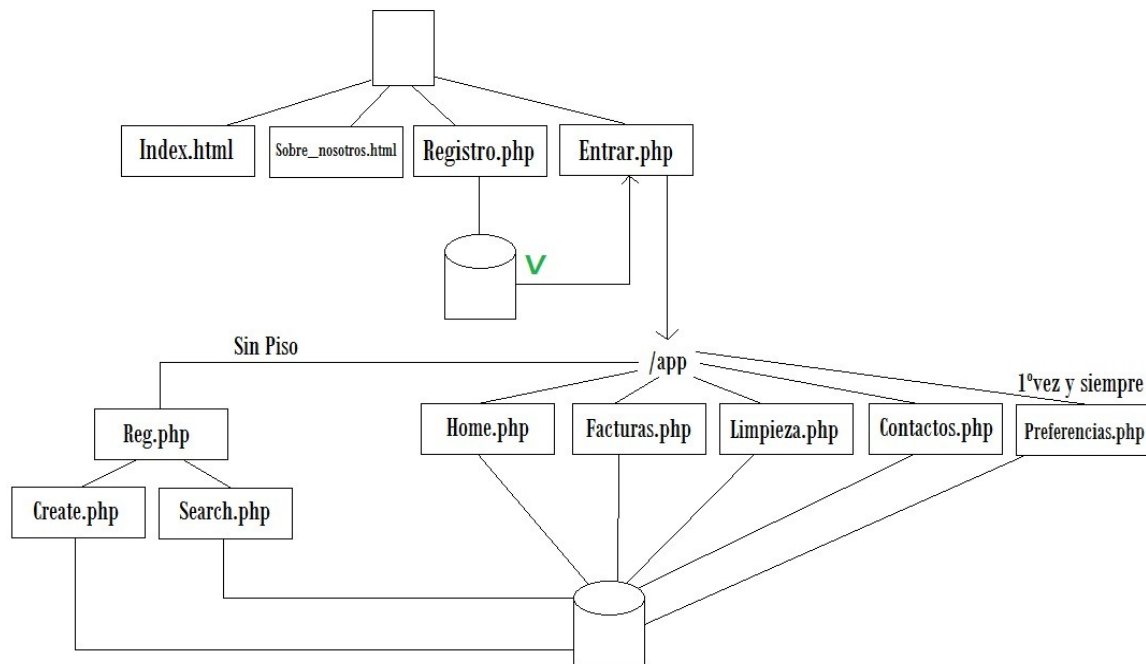 Index.html
Sobre_nosotros.html
Registro.php
Entrar.php
V
Sin Piso
/app
1ºvez y siempre
Reg.php
Home.php
Facturas.php
Limpieza.php
Contactos.php
Preferencias.php
Create.php
Search.php